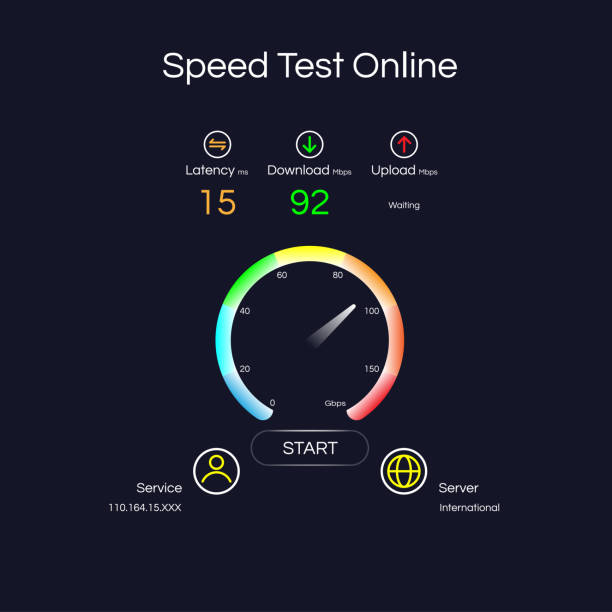 Speed Test Online
Latency ms
Download Mbps
Upload Mbps
15
92
Waiting
60
80
40
100
20
150
0
Gbps
START
Service
110.164.15.XXX
Server
International